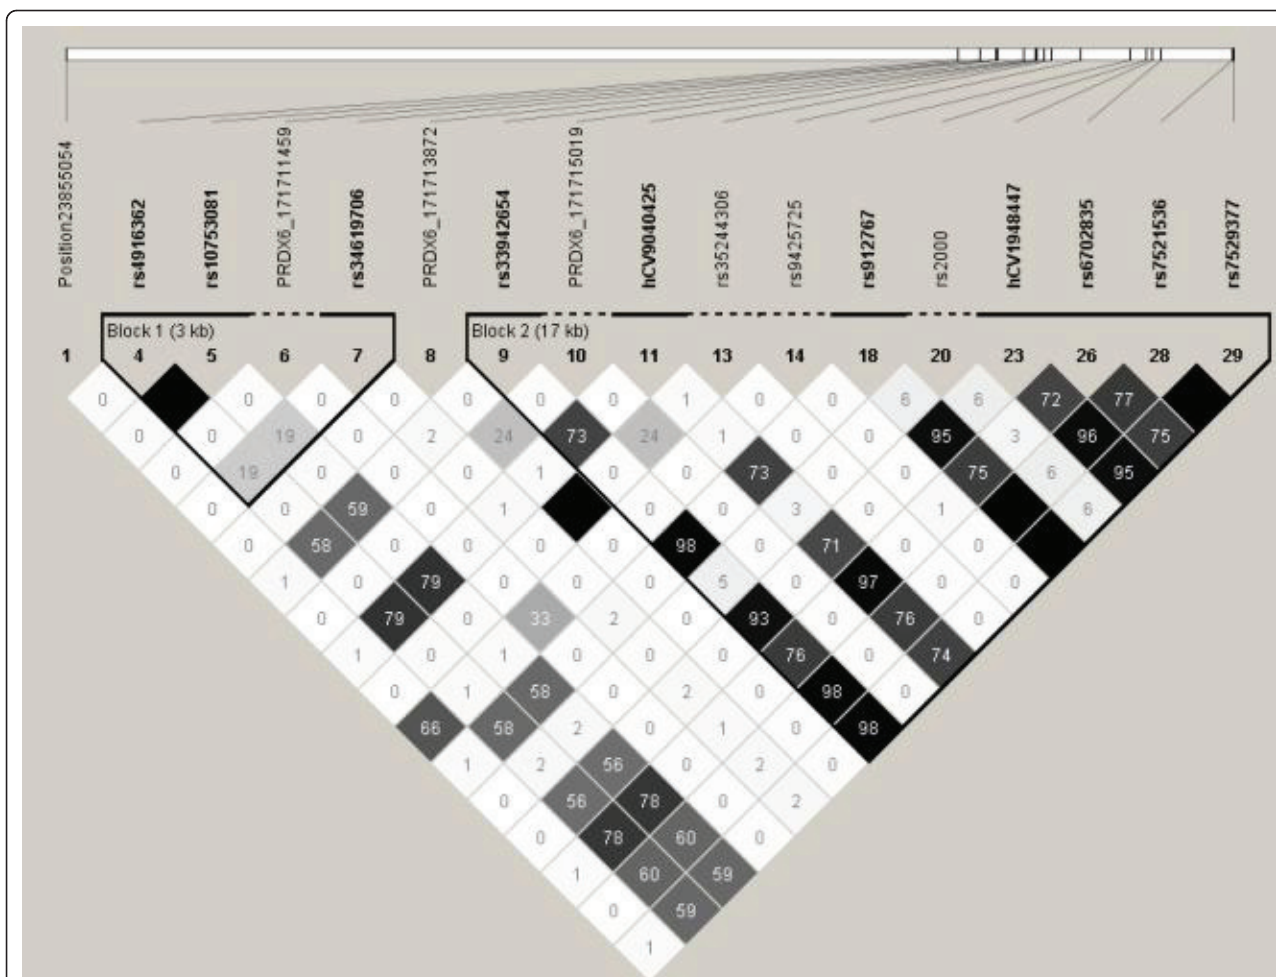 Position23855054
rs4916362
rs10753081
PRDX6_171711459
rs34619706
PRDX6_171713872
rs33942654
PRDX6_171715019
hCV9040425
rs35244306
rs9425725
rs912767
rs2000
hCV1948447
rs6702835
rs7521536
rs7529377
Block 1 (3 kb) Block 2 (17 kb)
1 4 5 6 7 8 9 10 11 13 14 18 20 23 26 28 29
0 0 0 0 0 0 0 1 0 0 6 6 72 77
0 0 19 0 2 24 73 24 1 0 0 95 3 96 75
0 19 0 0 0 1 0 0 73 0 0 75 6 95
0 0 59 0 1 0 0 3 0 1 6
0 58 0 0 0 0 98 0 71 0 0
1 0 79 0 0 0 5 0 97 0 0
0 79 0 33 2 0 93 0 76 0
1 0 1 0 0 0 76 0 74
0 1 58 0 2 0 98 0
66 58 2 0 1 0 98
1 2 56 0 2 0
0 56 78 0 2
0 78 60 0
1 60 59
0 59
1